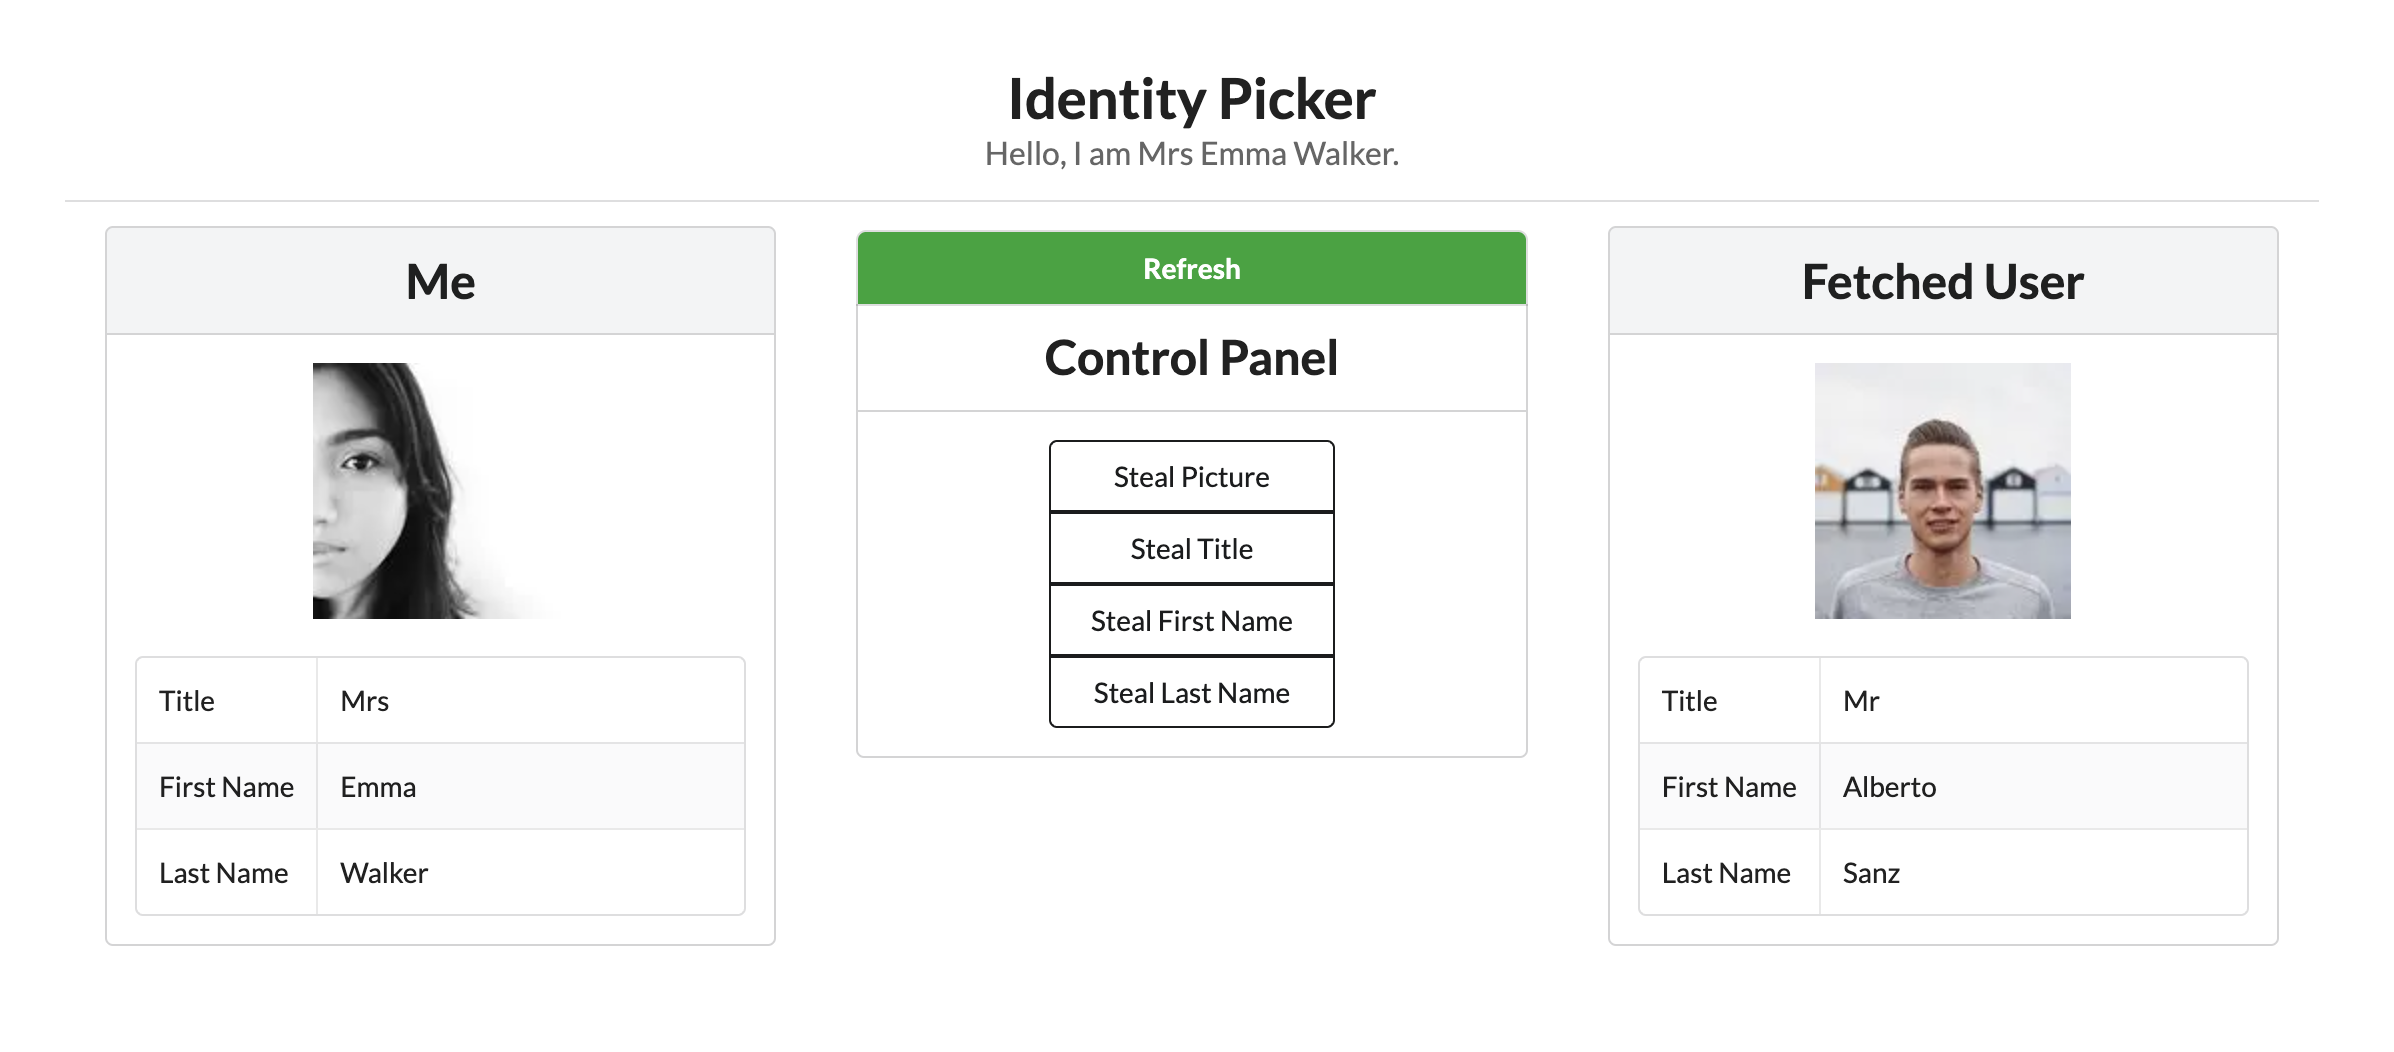 Identity Picker
Hello, I am Mrs Emma Walker.
Me
Title Mrs
First Name Emma
Last Name Walker
Refresh
Control Panel
Steal Picture
Steal Title
Steal First Name
Steal Last Name
Fetched User
Title Mr
First Name Alberto
Last Name Sanz